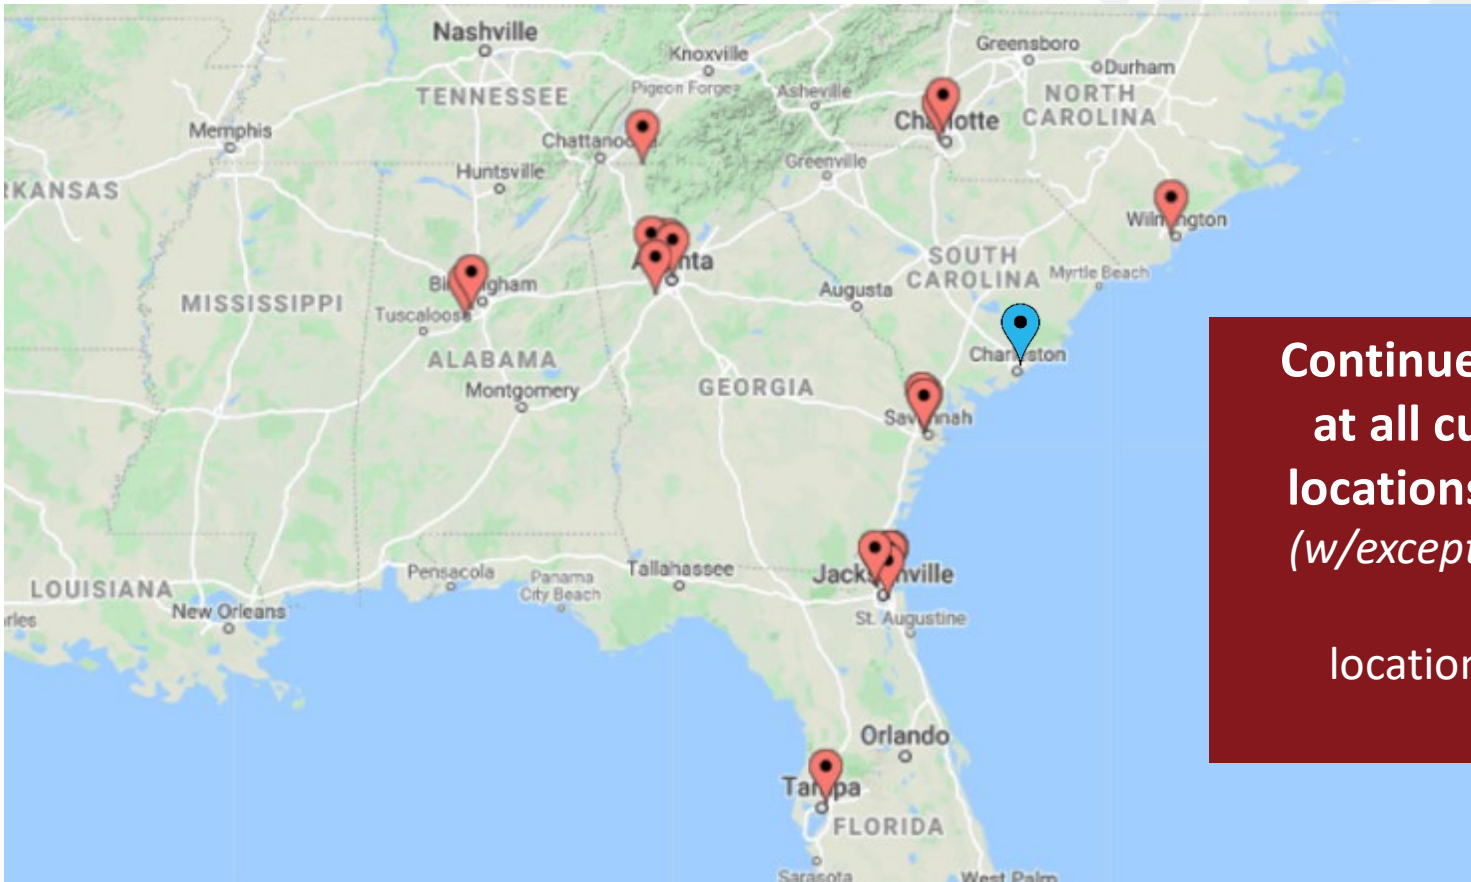 Nashville
Knoxville
Greensboro
Durham
TENNESSEE
Pigeon Forge
Asheville
NORTH
CAROLINA
Memphis
Huntsville
Greenville
RKANSAS
SOUTH
CAROLINA
Myrtle Beach
MISSISSIPPI
Augusta
Tuscaloosa
ALABAMA
Montgomery
GEORGIA
Continue
at all cu
locations
(w/except
location
LOUISIANA
New Orleans
rles
Pensacola
Panama
City Beach
Tallahassee
St. Augustine
Orlando
FLORIDA
Sarasota
West Palm